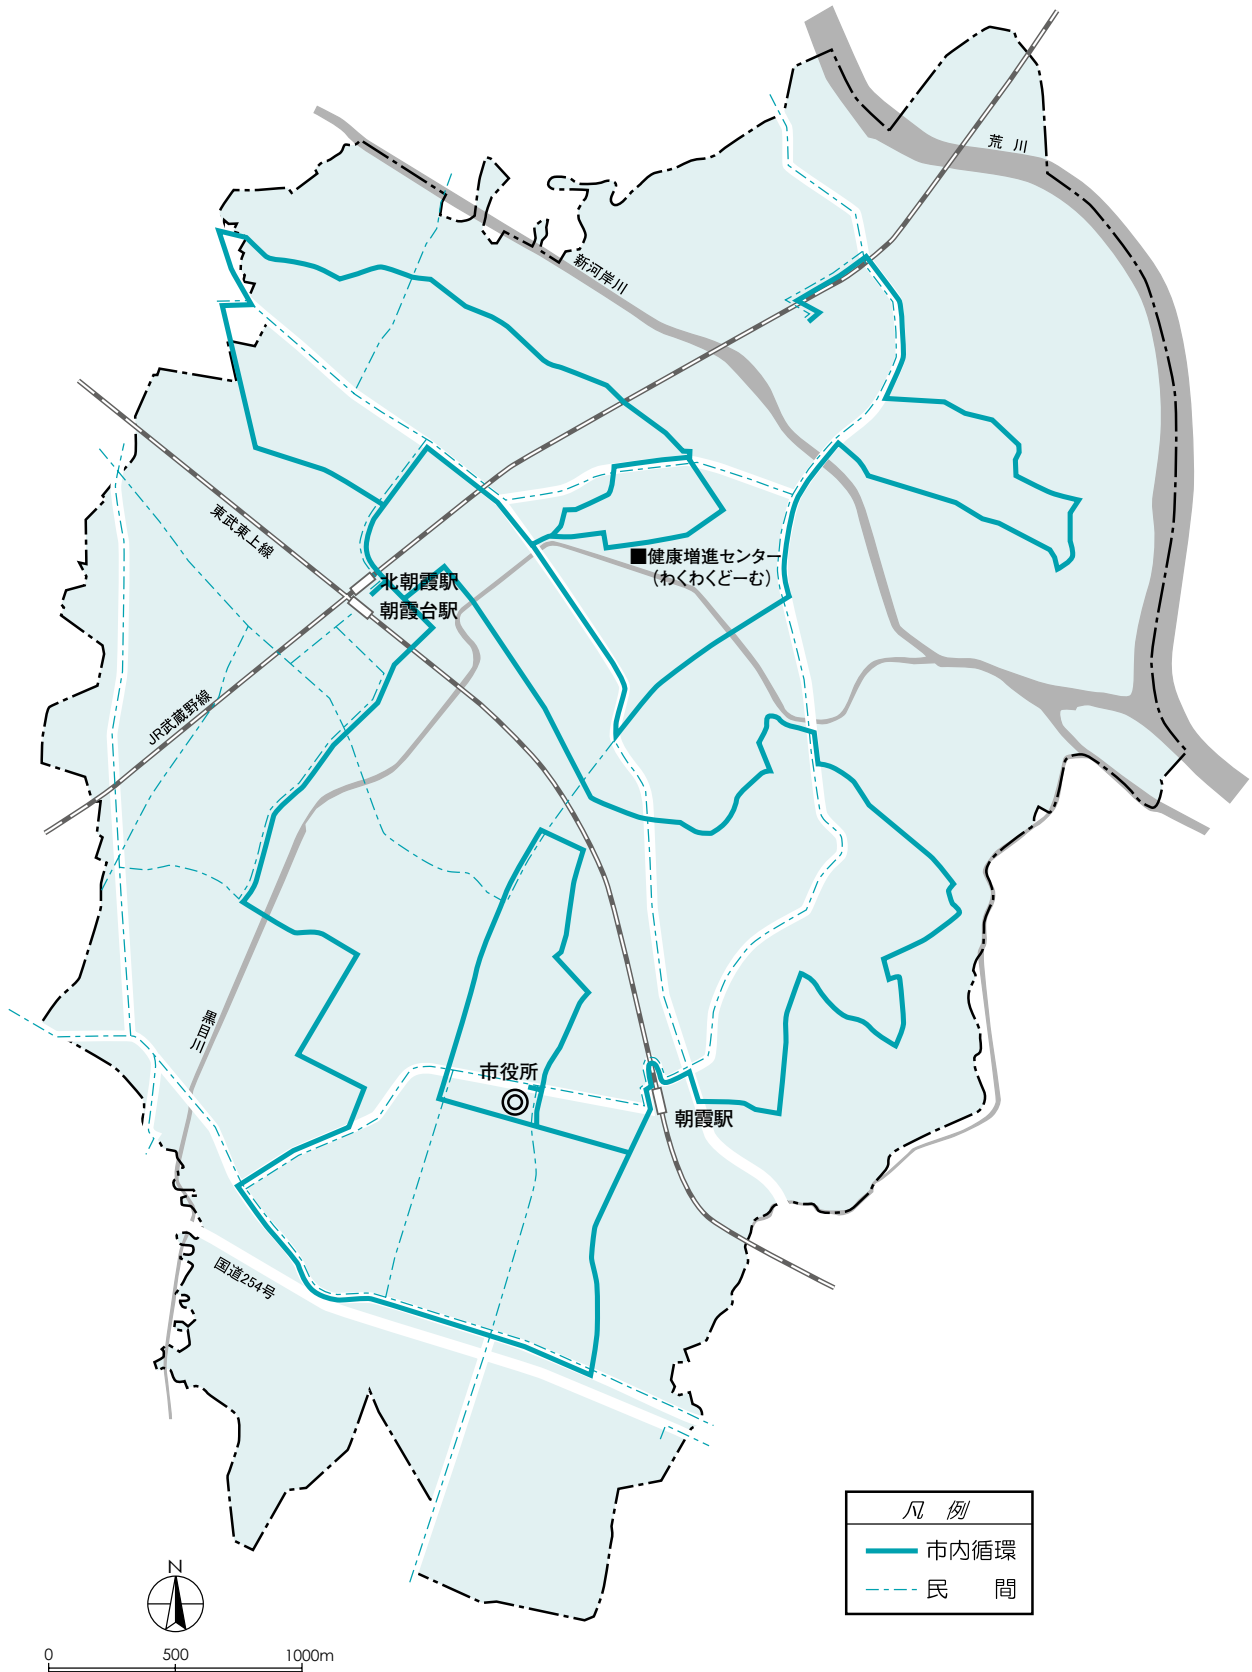 荒川
新河岸川
東武東上線
■健康増進センター
（わくわくどーむ）
北朝霞駅
朝霞台駅
JR武蔵野線
黒目川
市役所
朝霞駅
国道254号
凡例
市内循環
民間
N
0 500 1000m